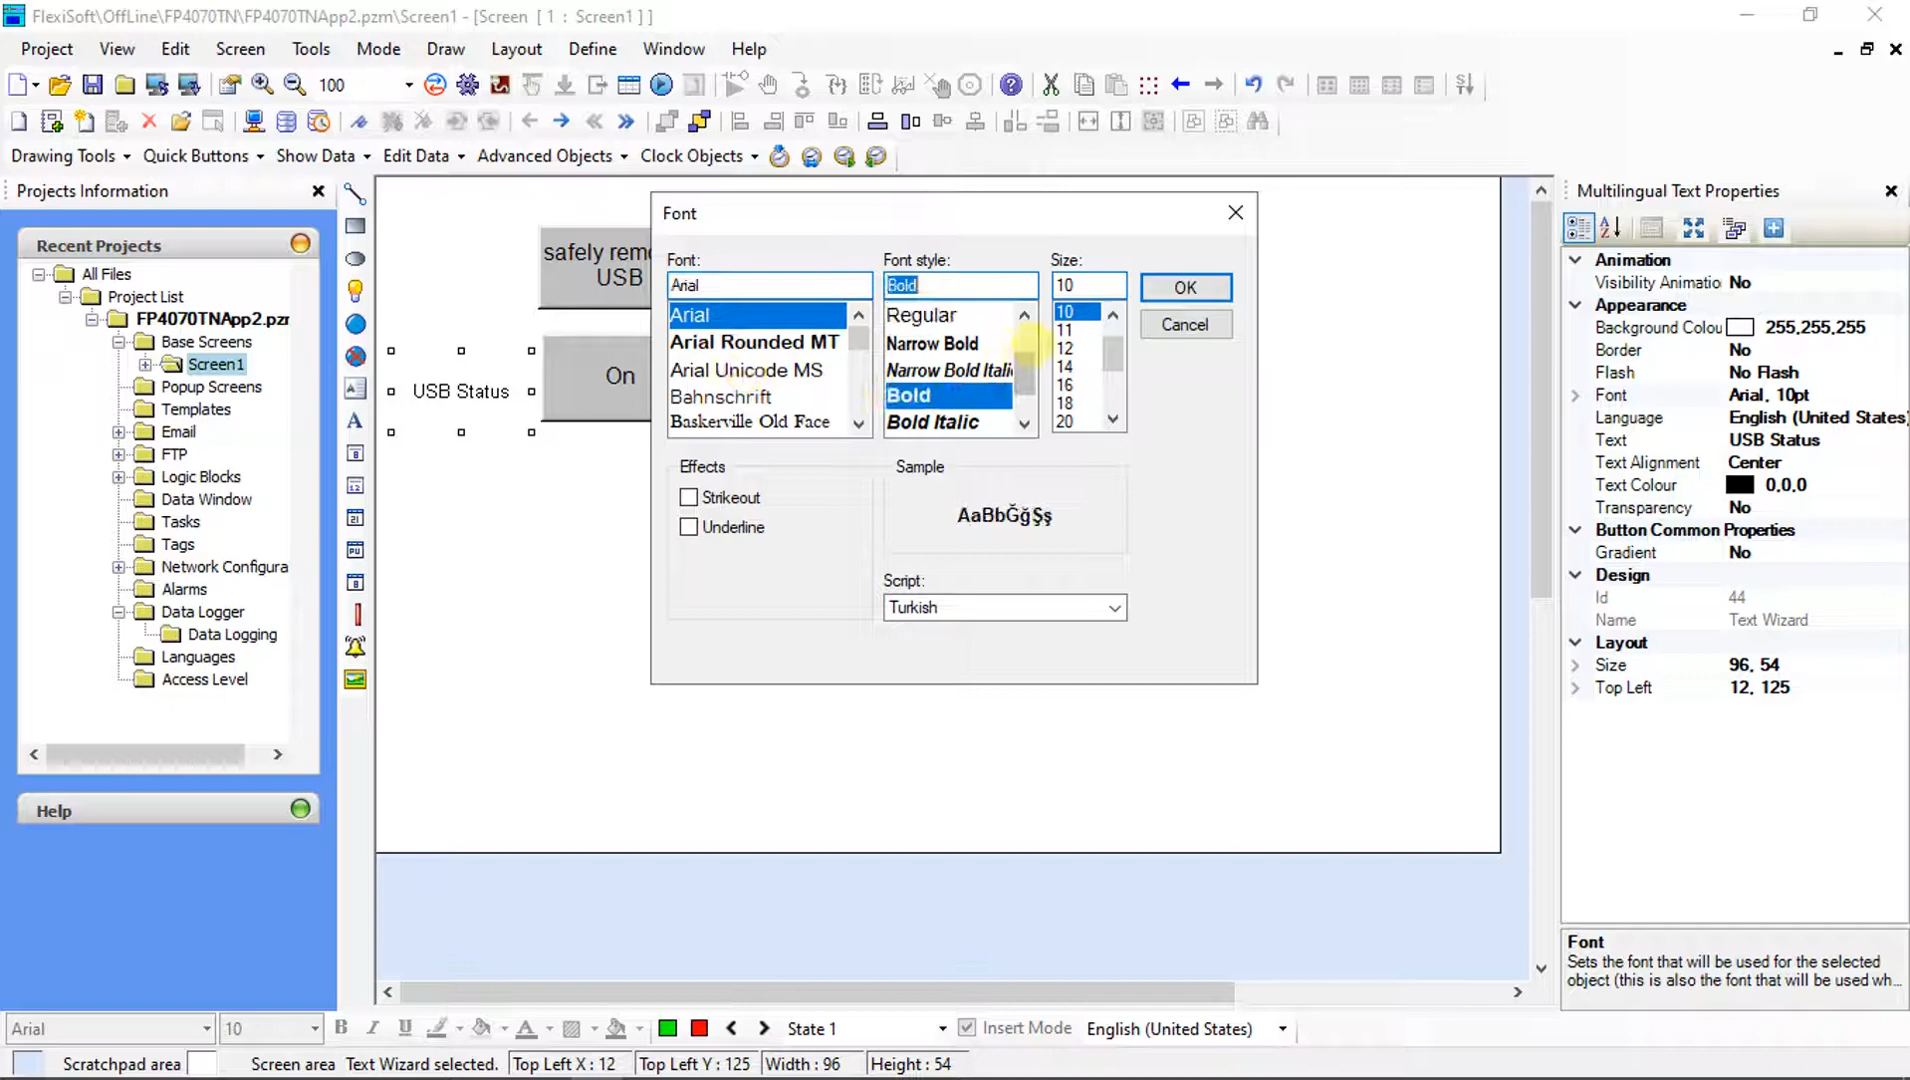 FlexiSoft\OffLine\FP4070TN\FP4070TNApp2.pzm\Screen1 - [Screen [ 1 : Screen1 ] ]
Project View Edit Screen Tools Mode Draw Layout Define Window Help
100
Drawing Tools Quick Buttons Show Data Edit Data Advanced Objects Clock Objects
Projects Information
Recent Projects
All Files
Project List
FP4070TNApp2.pzr
Base Screens
Screen1
Popup Screens
Templates
Email
FTP
Logic Blocks
Data Window
Tasks
Tags
Network Configura
Alarms
Data Logger
Data Logging
Languages
Access Level
Help
safely rem
USB
USB Status
On
Font
Font: Font style: Size:
Arial Bold 10
OK
Cancel
Arial
Arial Rounded MT
Arial Unicode MS
Bahnschrift
Baskerville Old Face
Regular
Narrow Bold
Narrow Bold Itali
Bold
Bold Italic
10
11
12
14
16
18
20
Effects
Strikeout
Underline
Sample
AaBbĞğŞş
Script:
Turkish
Multilingual Text Properties
Animation
Visibility Animatio No
Appearance
Background Colou 255,255,255
Border No
Flash No Flash
Font Arial, 10pt
Language English (United States)
Text USB Status
Text Alignment Center
Text Colour 0,0,0
Transparency No
Button Common Properties
Gradient No
Design
Id 44
Name Text Wizard
Layout
Size 96, 54
Top Left 12, 125
Font
Sets the font that will be used for the selected
object (this is also the font that will be used wh...
Arial 10 B I U A State 1 Insert Mode English (United States)
Scratchpad area Screen area Text Wizard selected. Top Left X : 12 Top Left Y : 125 Width : 96 Height : 54